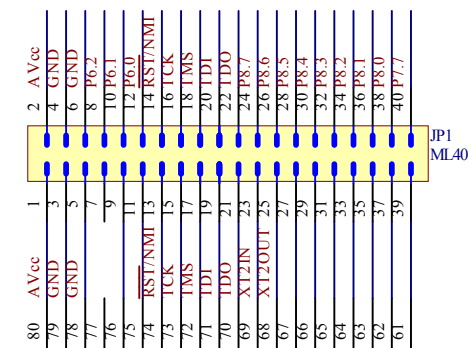 2 AVcc
4 GND
6 GND
8 P6.2
10 P6.1
12 P6.0
14 RST/NMI
16 TCK
18 TMS
20 TDI
22 TDO
24 P8.7
26 P8.6
28 P8.5
30 P8.4
32 P8.3
34 P8.2
36 P8.1
38 P8.0
40 P7.7
JP1
ML40
1
3
5
7
9
11
13
15
17
19
21
23
25
27
29
31
33
35
37
39
80 AVcc
79 GND
78 GND
77
76
75
74 RST/NMI
73 TCK
72 TMS
71 TDI
70 TDO
69 XT2IN
68 XT2OUT
67
66
65
64
63
62
61